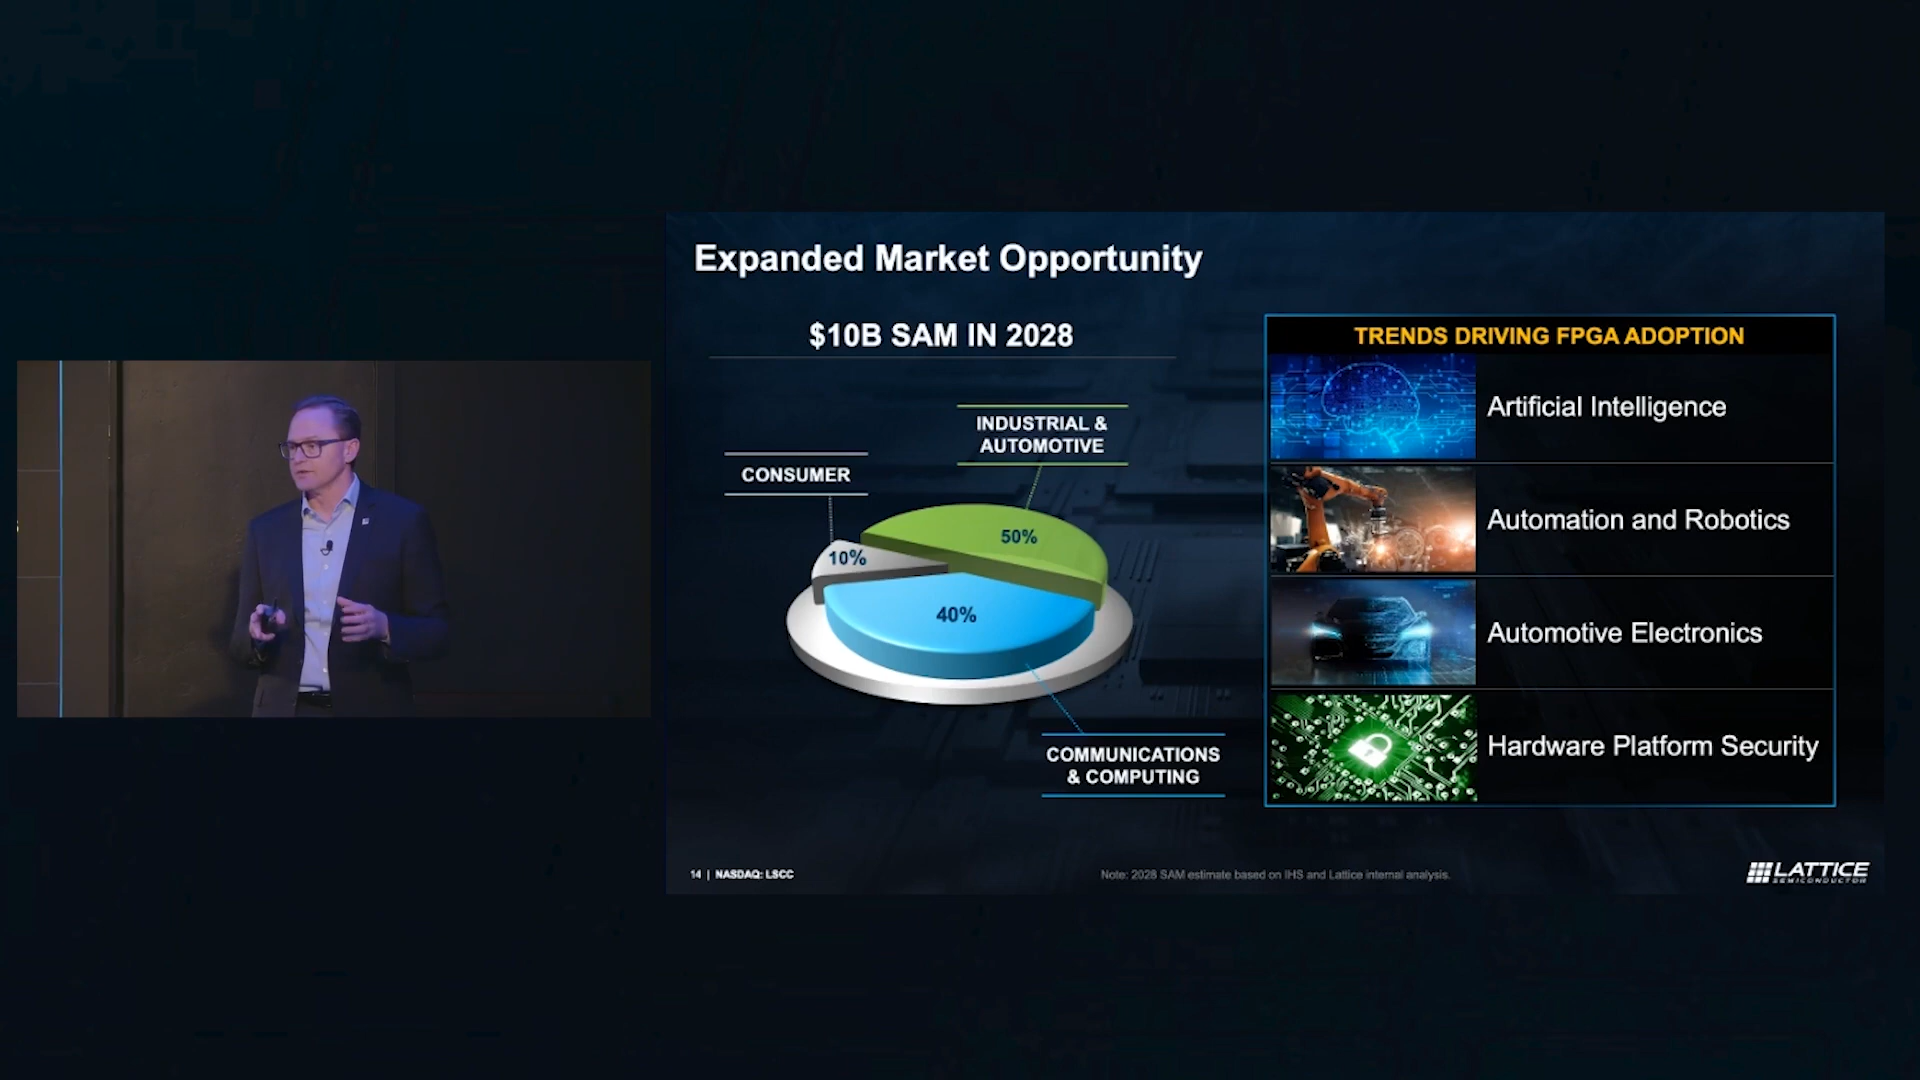 Expanded Market Opportunity
$10B SAM IN 2028
CONSUMER
INDUSTRIAL &
AUTOMOTIVE
50%
10%
40%
COMMUNICATIONS
& COMPUTING
TRENDS DRIVING FPGA ADOPTION
Artificial Intelligence
Automation and Robotics
Automotive Electronics
Hardware Platform Security
14 | NASDAQ: LSCC
Note: 2028 SAM estimate based on IHS and Lattice internal analysis.
LATTICE
SEMICONDUCTOR